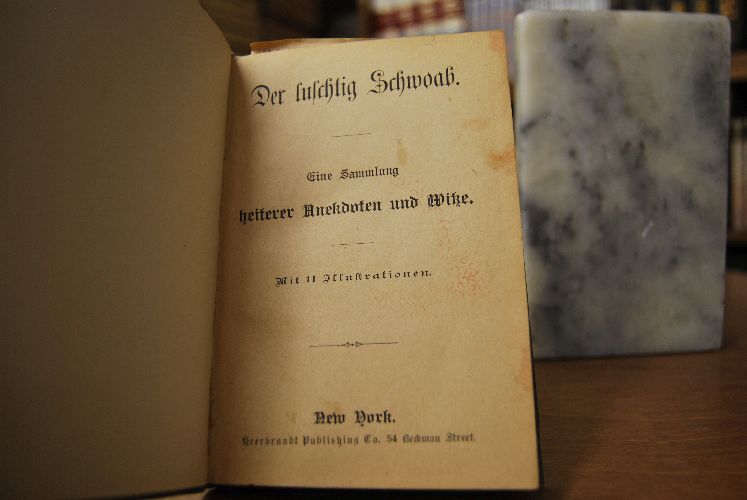 Der luſchtig Schwoab.
Eine Sammlung
heiterer Anekdoten und Witze.
Mit 11 Illuſtrationen.
New York.
Heerbrandt Publishing Co. 54 Beekman Street.